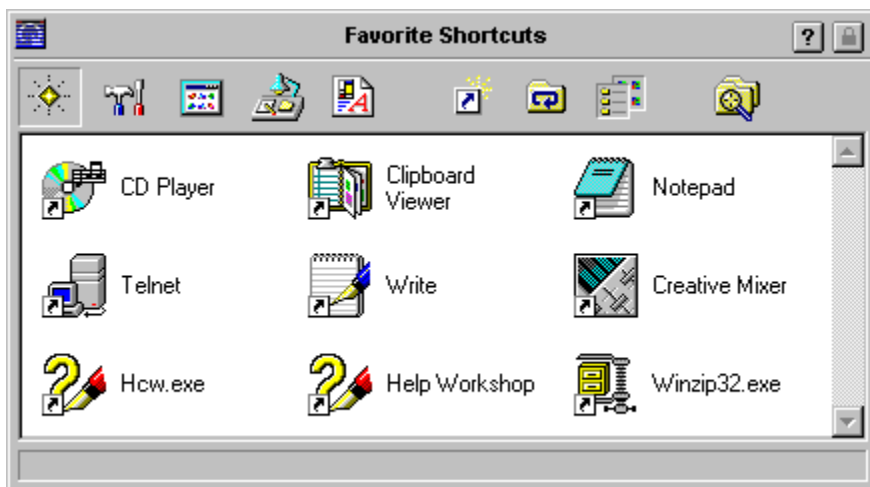 Favorite Shortcuts
?
CD Player
Clipboard
Viewer
Notepad
Telnet
Write
Creative Mixer
Hcw.exe
Help Workshop
Winzip32.exe